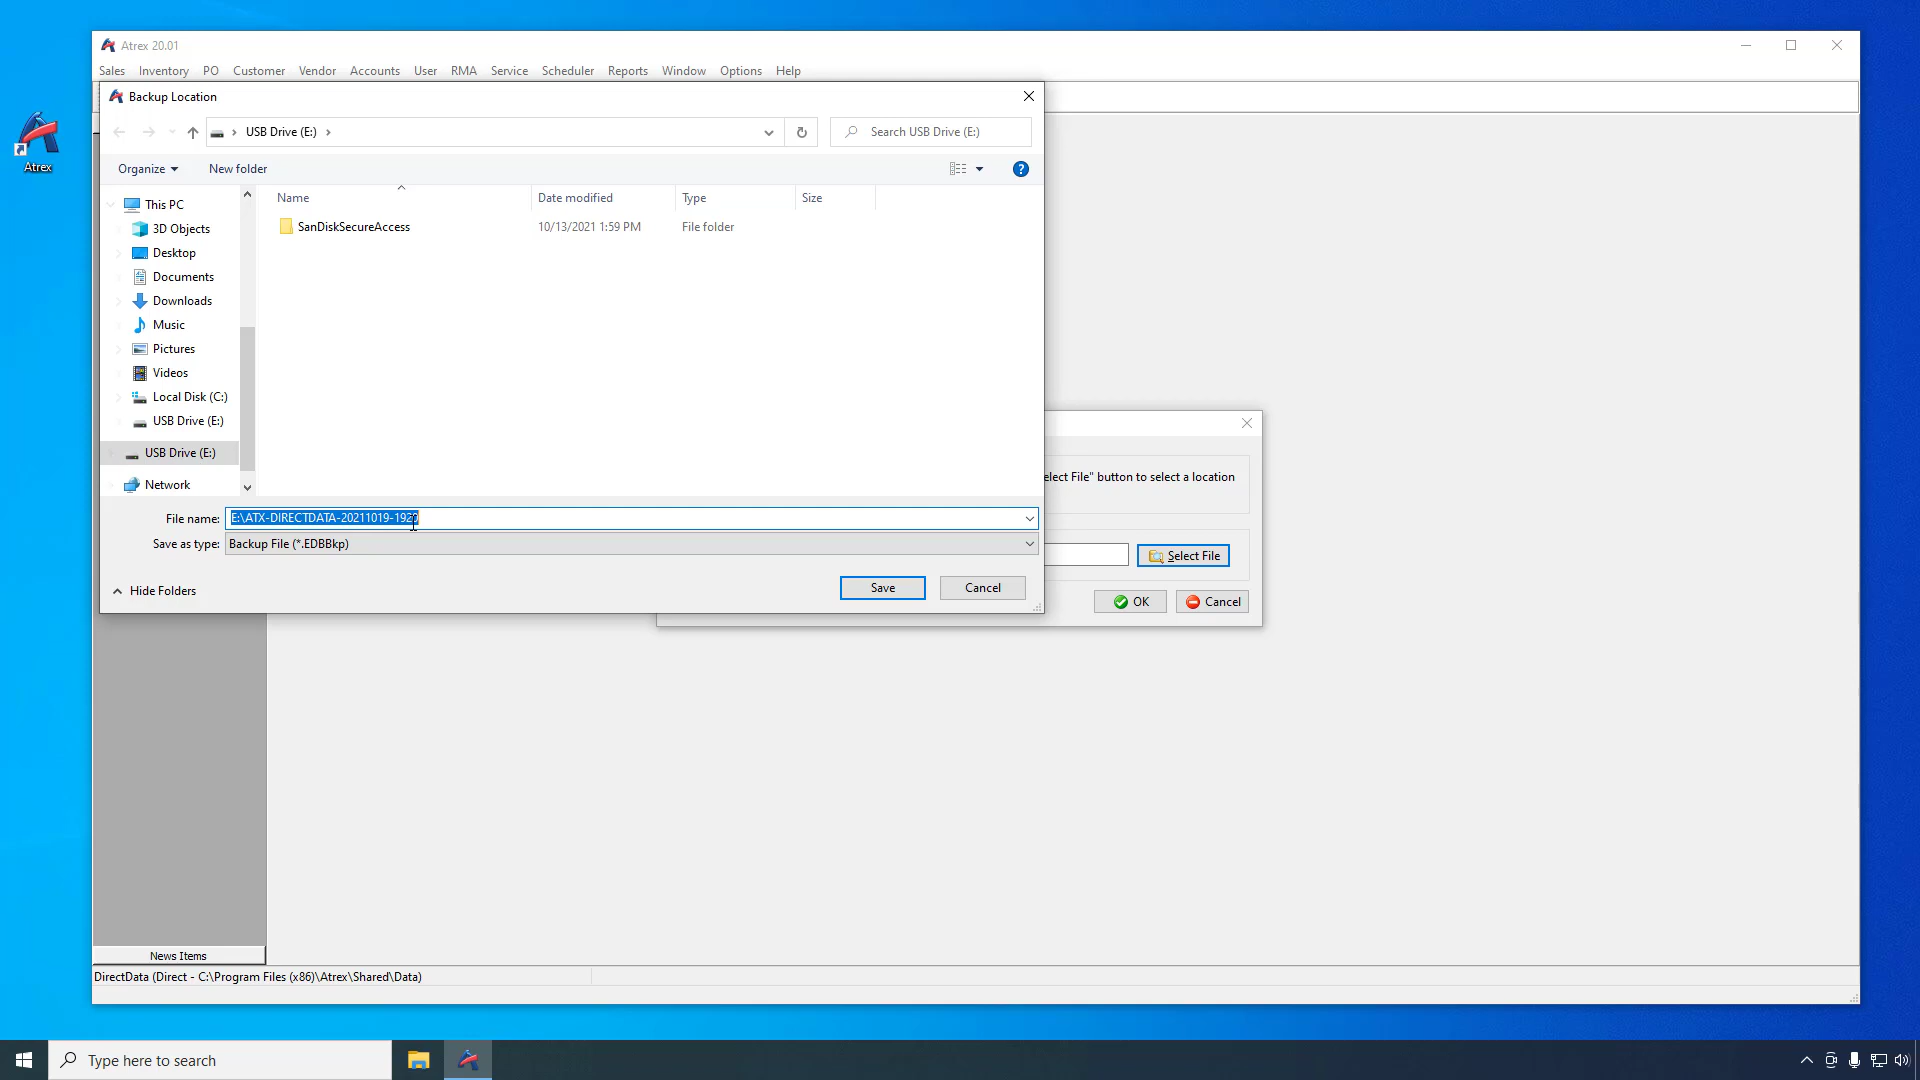 Atrex 20.01
Sales Inventory PO Customer Vendor Accounts User RMA Service Scheduler Reports Window Options Help
Atrex
Backup Location
USB Drive (E:)
Search USB Drive (E:)
Organize New folder
Name Date modified Type Size
SanDiskSecureAccess 10/13/2021 1:59 PM File folder
This PC
3D Objects
Desktop
Documents
Downloads
Music
Pictures
Videos
Local Disk (C:)
USB Drive (E:)
USB Drive (E:)
Network
File name: E:\ATX-DIRECTDATA-20211019-1920
Save as type: Backup File (*.EDBBkp)
Hide Folders
Save Cancel
elect File" button to select a location
Select File
OK Cancel
News Items
DirectData (Direct - C:\Program Files (x86)\Atrex\Shared\Data)
Type here to search